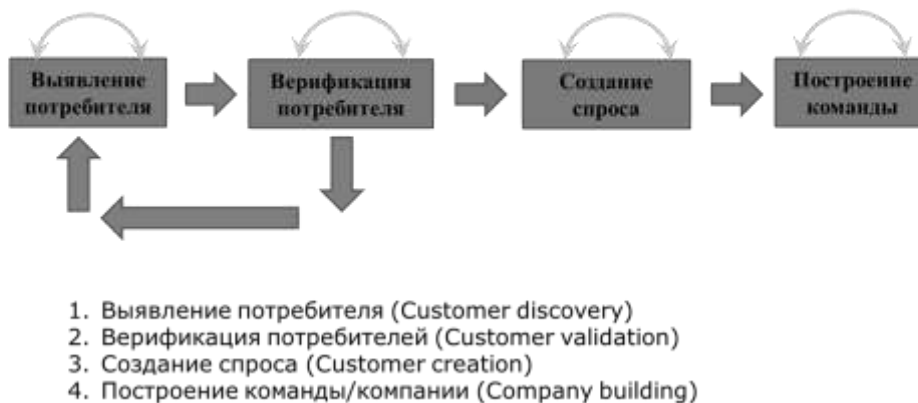 Выявление
потребителя
Верификация
потребителя
Создание
спроса
Построение
команды
1. Выявление потребителя (Customer discovery)
2. Верификация потребителей (Customer validation)
3. Создание спроса (Customer creation)
4. Построение команды/компании (Company building)